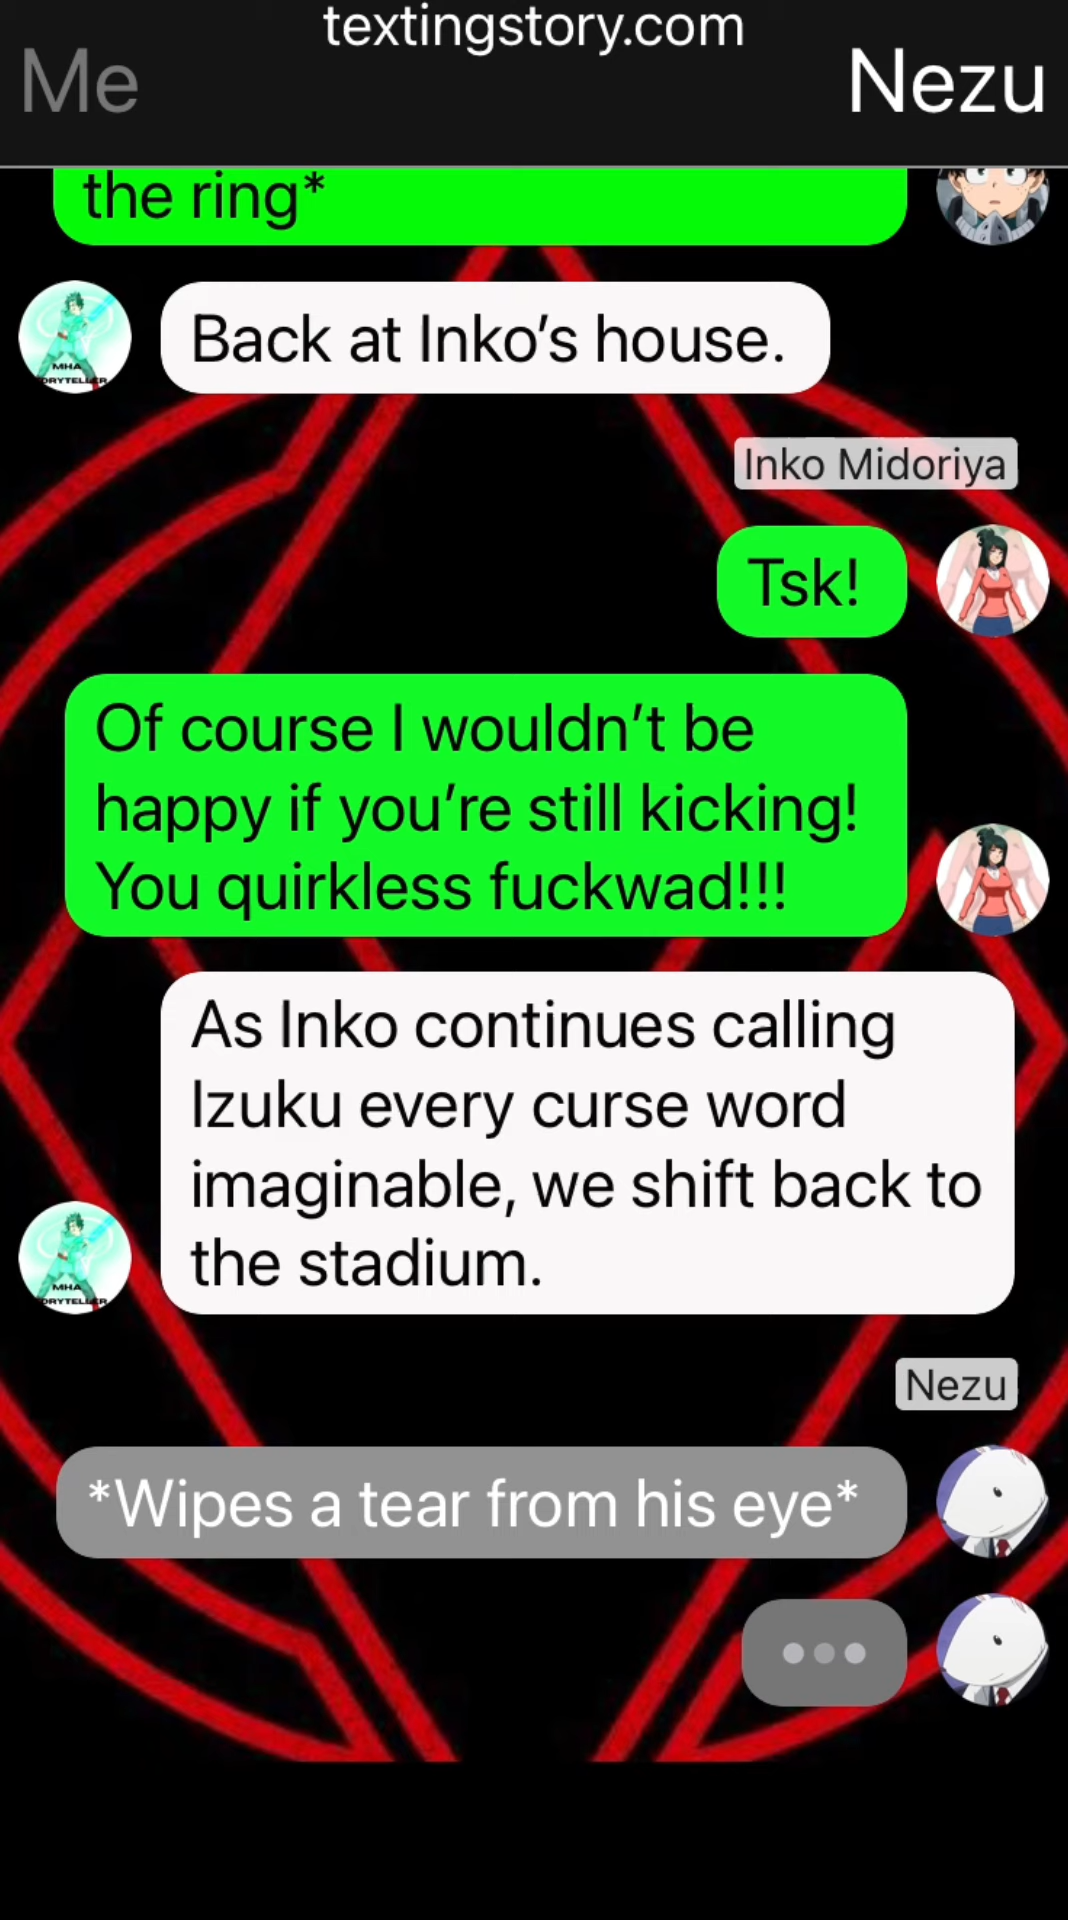 textingstory.com
Me
Nezu
the ring*
Back at Inko’s house.
MHA
Inko Midoriya
Tsk!
Of course I wouldn’t be
happy if you’re still kicking!
You quirkless fuckwad!!!
As Inko continues calling
Izuku every curse word
imaginable, we shift back to
the stadium.
MHA
Nezu
*Wipes a tear from his eye*